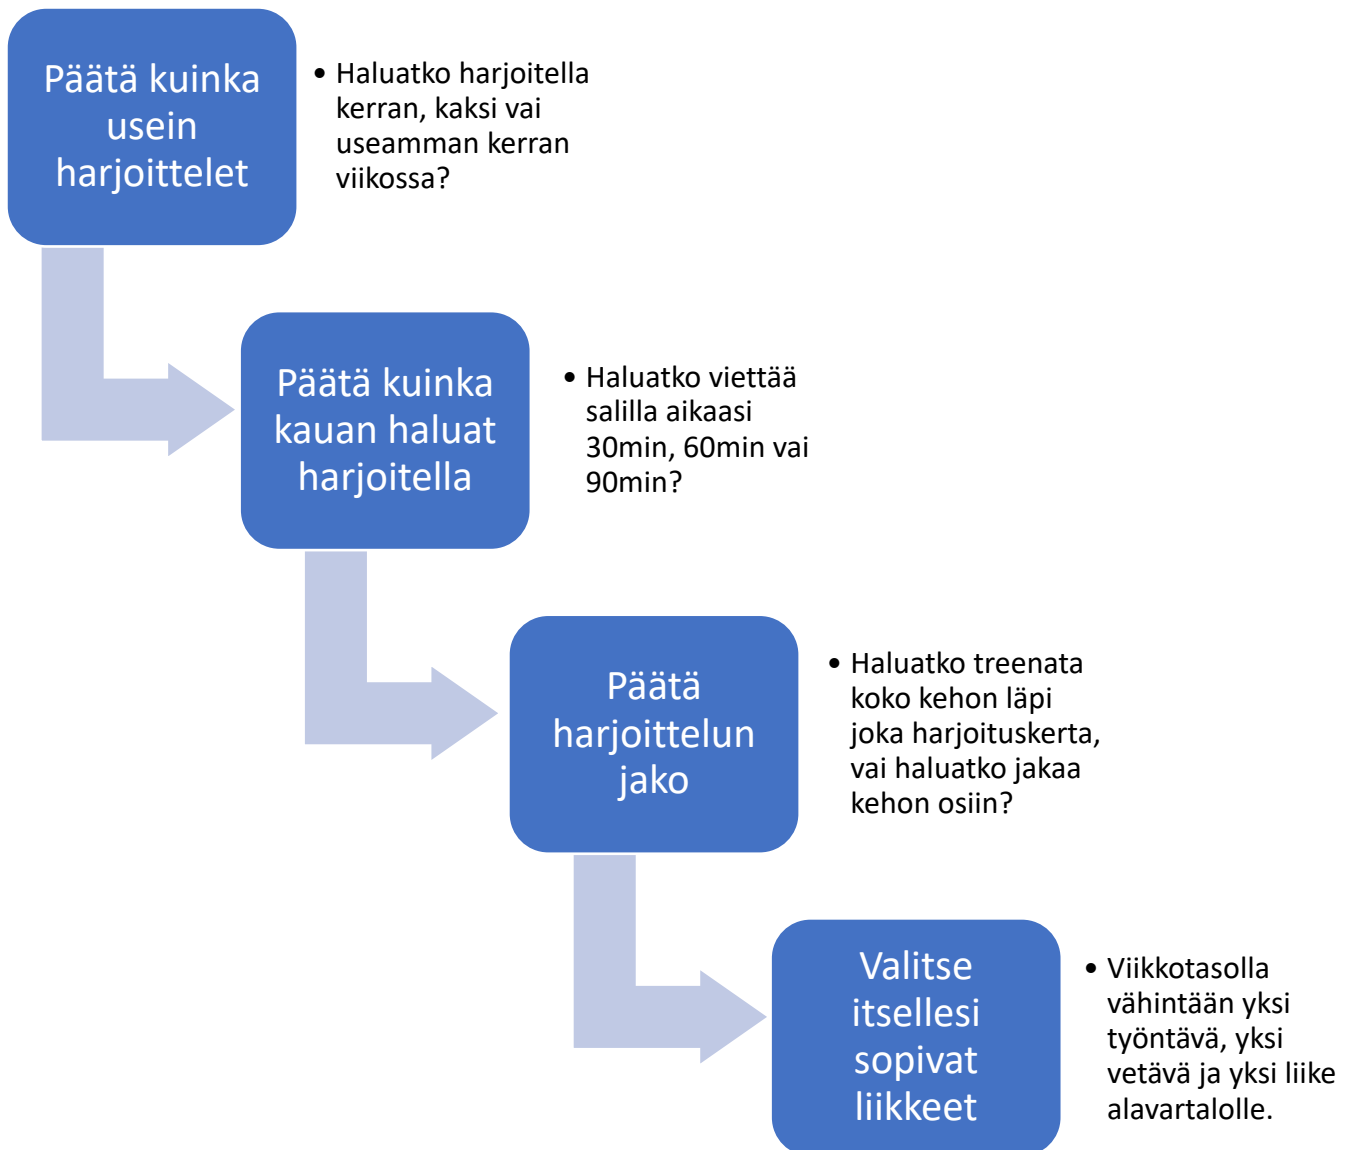 Päätä kuinka
usein
harjoittelet
• Haluatko harjoitella
kerran, kaksi vai
useamman kerran
viikossa?
Päätä kuinka
kauan haluat
harjoitella
• Haluatko viettää
salilla aikaasi
30min, 60min vai
90min?
Päätä
harjoittelun
jako
• Haluatko treenata
koko kehon läpi
joka harjoituskerta,
vai haluatko jakaa
kehon osiin?
Valitse
itsellesi
sopivat
liikkeet
• Viikkotasolla
vähintään yksi
työntävä, yksi
vetävä ja yksi liike
alavartalolle.